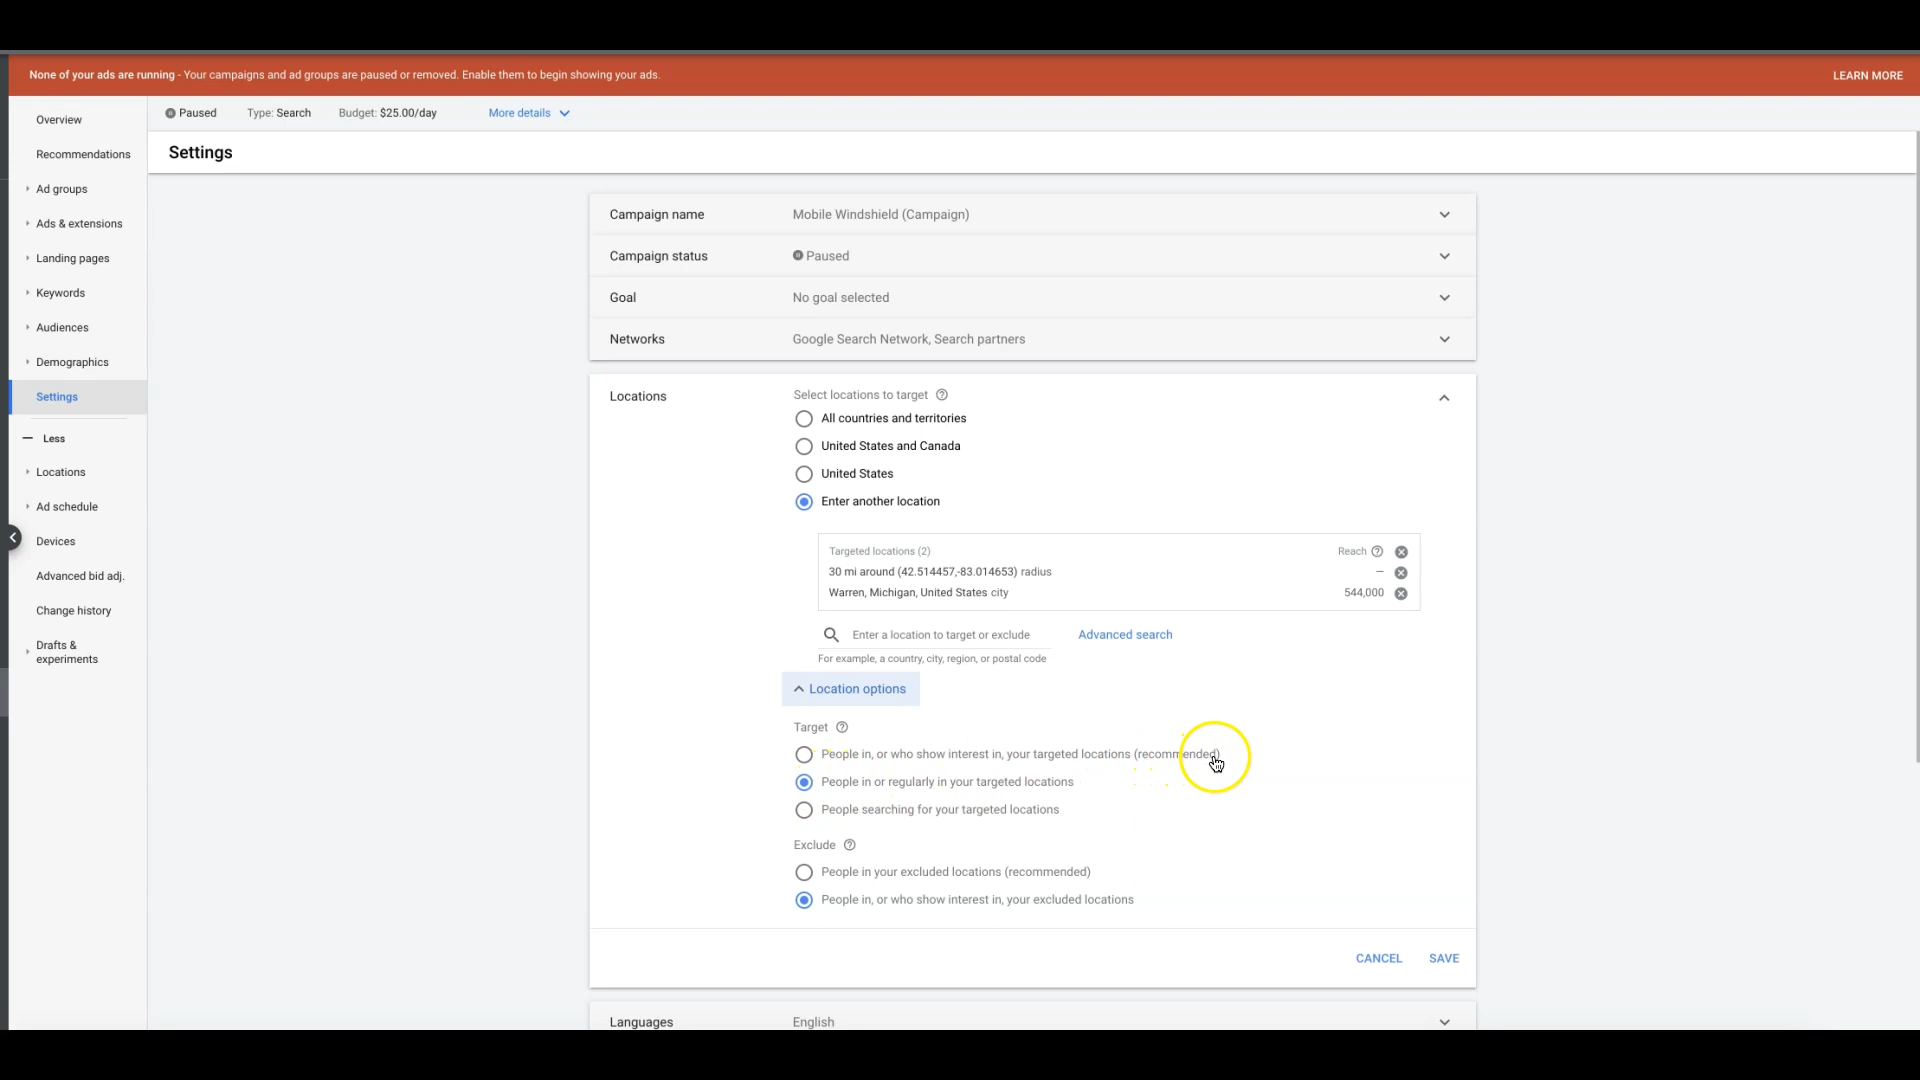 None of your ads are running - Your campaigns and ad groups are paused or removed. Enable them to begin showing your ads.
LEARN MORE
Overview
Recommendations
Ad groups
Ads & extensions
Landing pages
Keywords
Audiences
Demographics
Settings
Less
Locations
Ad schedule
Devices
Advanced bid adj.
Change history
Drafts &
experiments
Paused
Type: Search
Budget: $25.00/day
More details
Settings
Campaign name
Mobile Windshield (Campaign)
Campaign status
Paused
Goal
No goal selected
Networks
Google Search Network, Search partners
Locations
Select locations to target
All countries and territories
United States and Canada
United States
Enter another location
Targeted locations (2)
Reach
30 mi around (42.514457,-83.014653) radius
–
Warren, Michigan, United States city
544,000
Enter a location to target or exclude
Advanced search
For example, a country, city, region, or postal code
Location options
Target
People in, or who show interest in, your targeted locations (recommended)
People in or regularly in your targeted locations
People searching for your targeted locations
Exclude
People in your excluded locations (recommended)
People in, or who show interest in, your excluded locations
CANCEL
SAVE
Languages
English